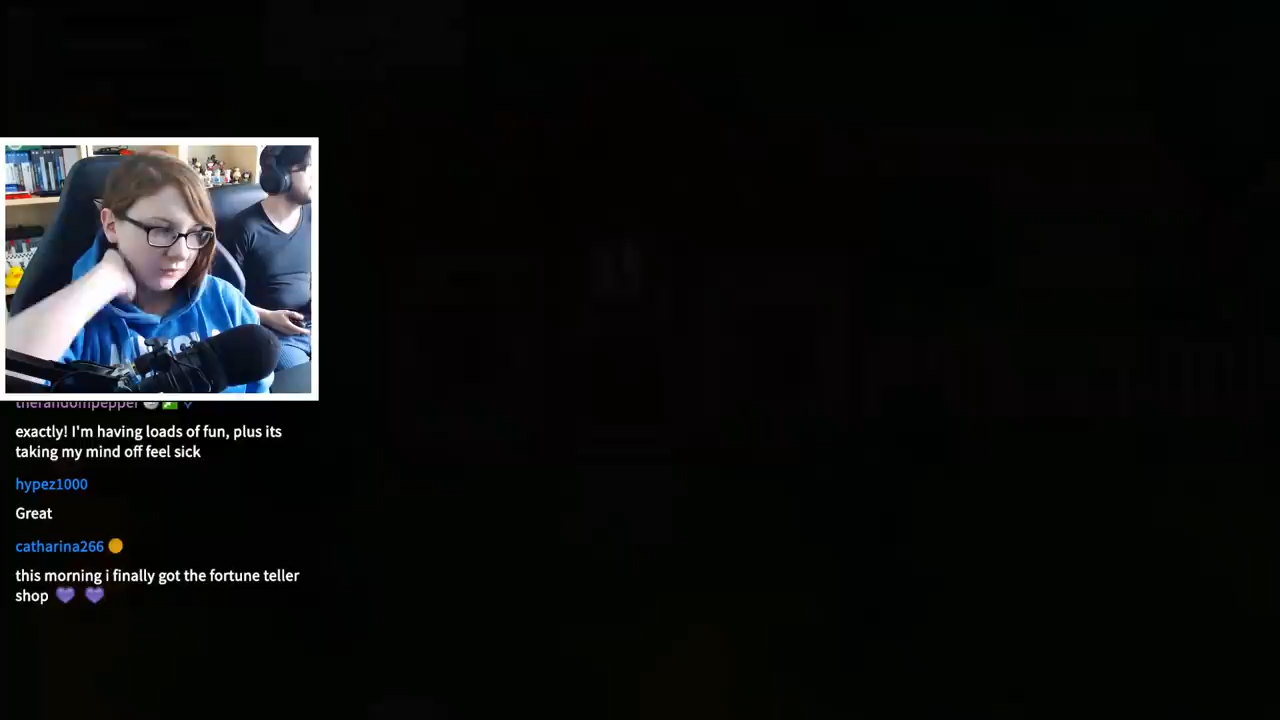 therandompepper
exactly! I'm having loads of fun, plus its
taking my mind off feel sick
hypez1000
Great
catharina266
this morning i finally got the fortune teller
shop